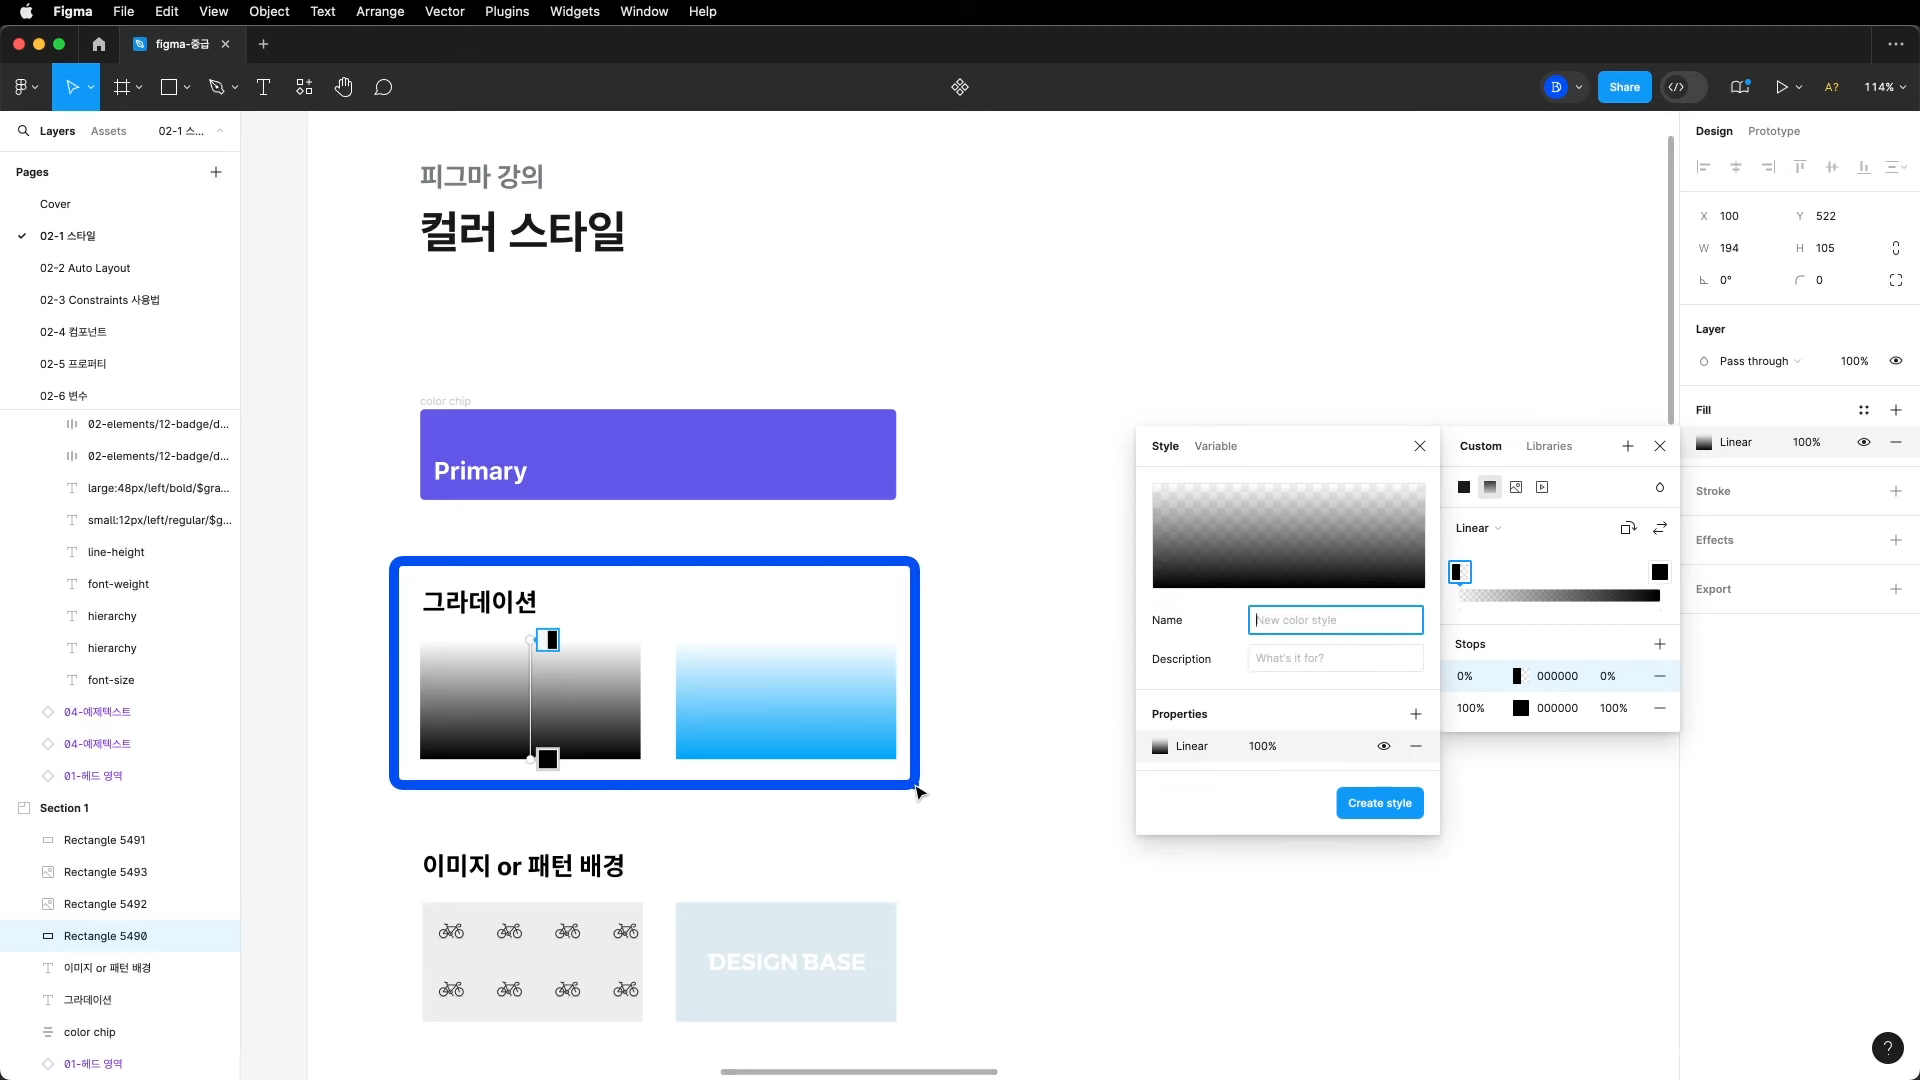 Figma File Edit View Object Text Arrange Vector Plugins Widgets Window Help
figma-중급
Share
A?
114%
Layers Assets 02-1 스...
Pages
Cover
02-1 스타일
02-2 Auto Layout
02-3 Constraints 사용법
02-4 컴포넌트
02-5 프로퍼티
02-6 변수
02-elements/12-badge/d...
02-elements/12-badge/d...
large:48px/left/bold/$gra...
small:12px/left/regular/$g...
line-height
font-weight
hierarchy
hierarchy
font-size
04-예제텍스트
04-예제텍스트
01-헤드 영역
Section 1
Rectangle 5491
Rectangle 5493
Rectangle 5492
Rectangle 5490
이미지 or 패턴 배경
그라데이션
color chip
01-헤드 영역
피그마 강의
컬러 스타일
color chip
Primary
그라데이션
이미지 or 패턴 배경
DESIGN BASE
Style Variable
Name New color style
Description What's it for?
Properties
Linear 100%
Create style
Custom Libraries
Linear
Stops
0% 000000 0%
100% 000000 100%
Design Prototype
X 100 Y 522
W 194 H 105
0° 0
Layer
Pass through 100%
Fill
Linear 100%
Stroke
Effects
Export
?